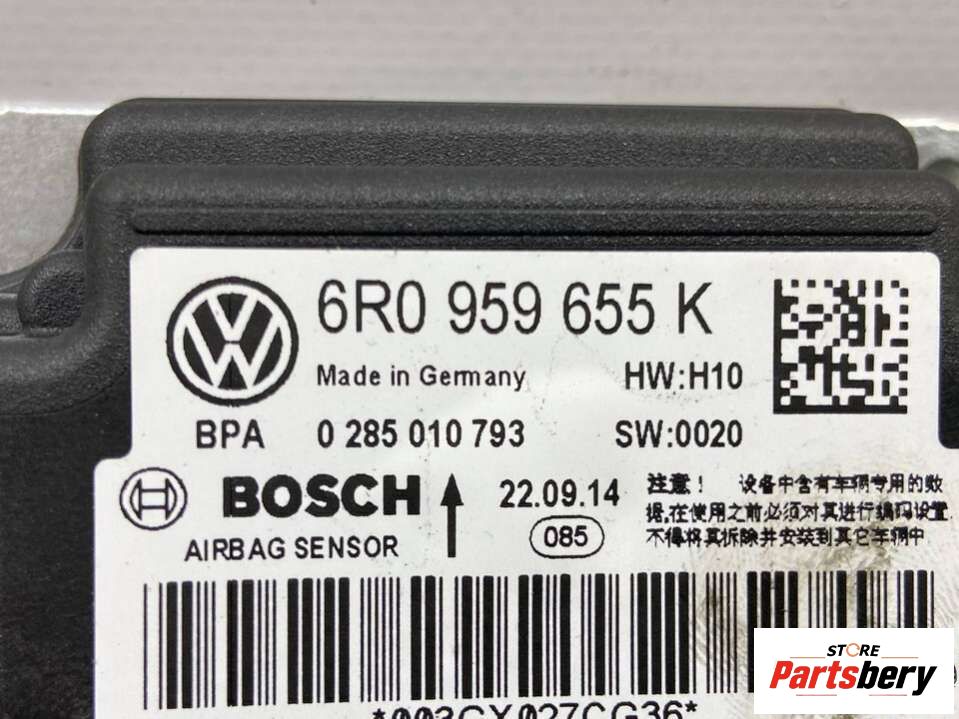 6R0 959 655 K
Made in Germany HW:H10
BPA 0 285 010 793 SW:0020
BOSCH 22.09.14
AIRBAG SENSOR 085
注意！ 设备中含有车辆专用的数
据,在使用之前必须对其进行编码设置
不得将其拆除并安装到其它车辆中
*003CX027CG36*
STORE
Partsbery